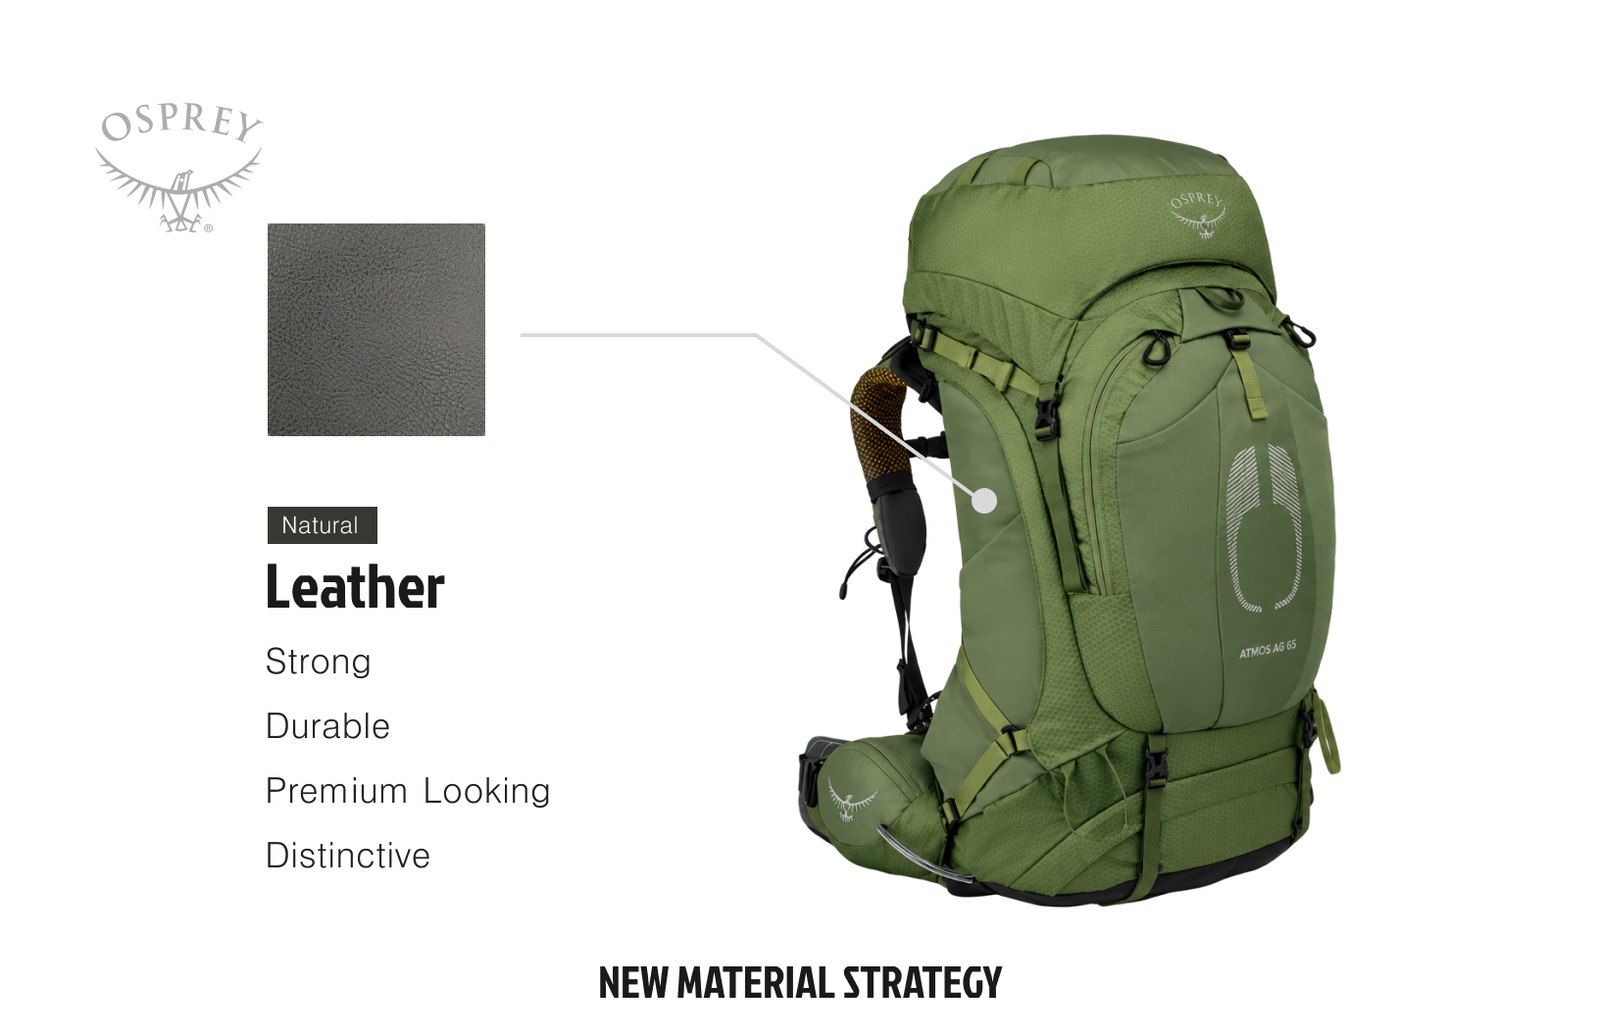 OSPREY
®
Natural
Leather
Strong
Durable
Premium Looking
Distinctive
OSPREY
ATMOS AG 65
NEW MATERIAL STRATEGY